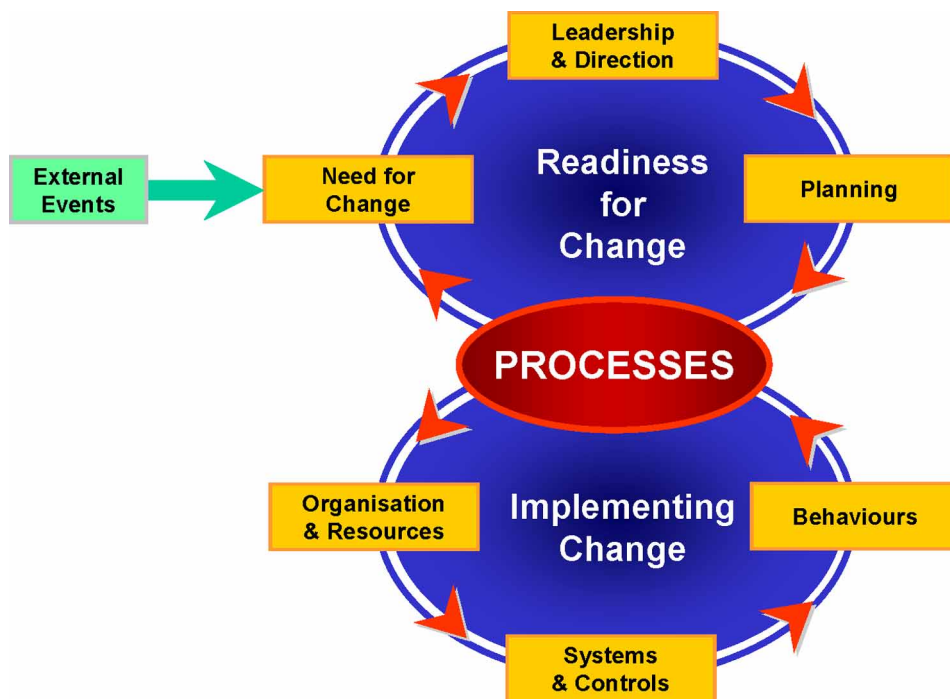 Leadership
& Direction
External
Events
Need for
Change
Readiness
for
Change
Planning
PROCESSES
Organisation
& Resources
Implementing
Change
Behaviours
Systems
& Controls